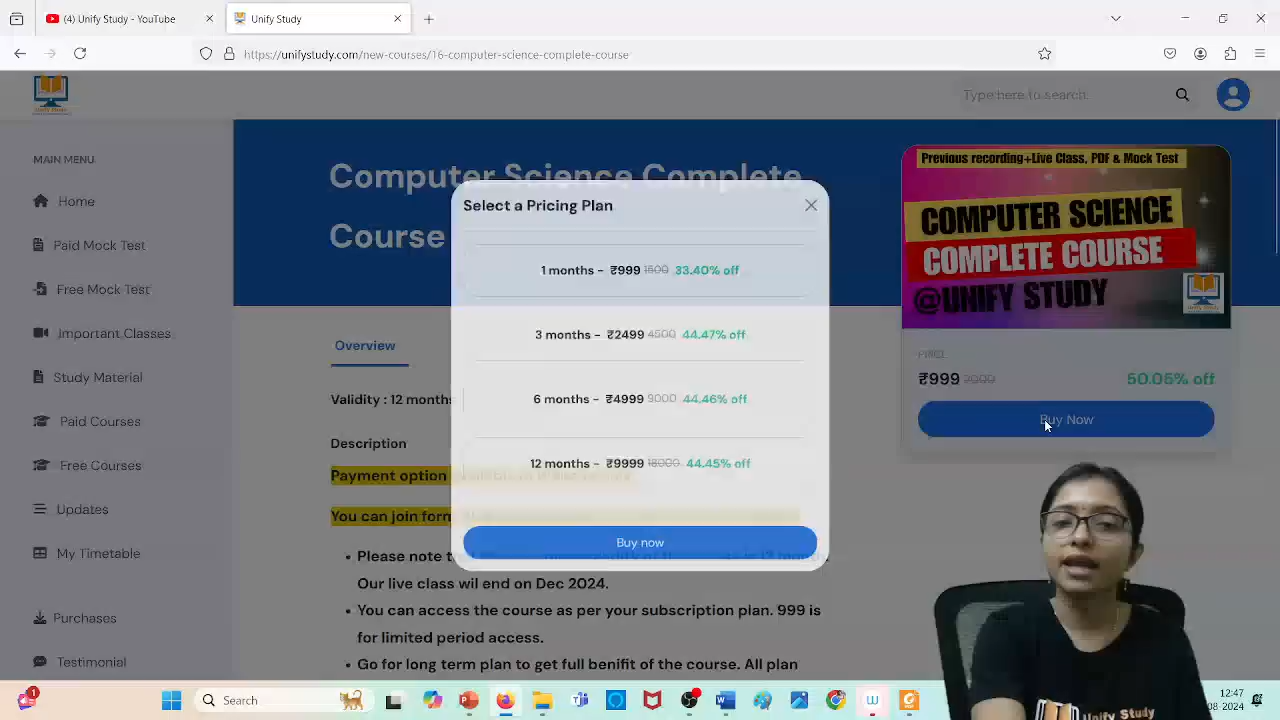 (4) Unify Study - YouTube
Unify Study
https://unifystudy.com/new-courses/16-computer-science-complete-course
Unify Study
Type here to search.
MAIN MENU
Home
Paid Mock Test
Free Mock Test
Important Classes
Study Material
Paid Courses
Free Courses
Updates
My Timetable
Purchases
Testimonial
Computer Science Complete
Course
Overview
Validity : 12 months
Description
Payment option
You can join form
Please note t
Our live class wil end on Dec 2024.
You can access the course as per your subscription plan. 999 is
for limited period access.
Go for long term plan to get full benifit of the course. All plan
Select a Pricing Plan
1 months - ₹999 1500 33.40% off
3 months - ₹2499 4500 44.47% off
6 months - ₹4999 9000 44.46% off
12 months - ₹9999 18000 44.45% off
Buy now
Previous recording+Live Class, PDF & Mock Test
COMPUTER SCIENCE
COMPLETE COURSE
@UNIFY STUDY
PRICE
₹999 2000 50.05% off
Buy Now
Unify Study
1
Search
12:47
08 2024